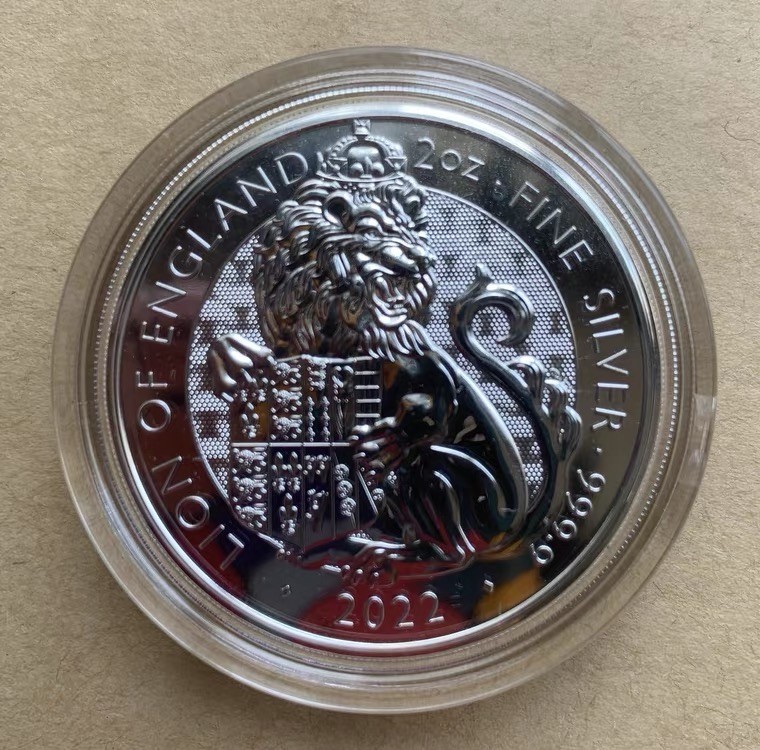 LION OF ENGLAND
2oz · FINE SILVER · 999.9
2022